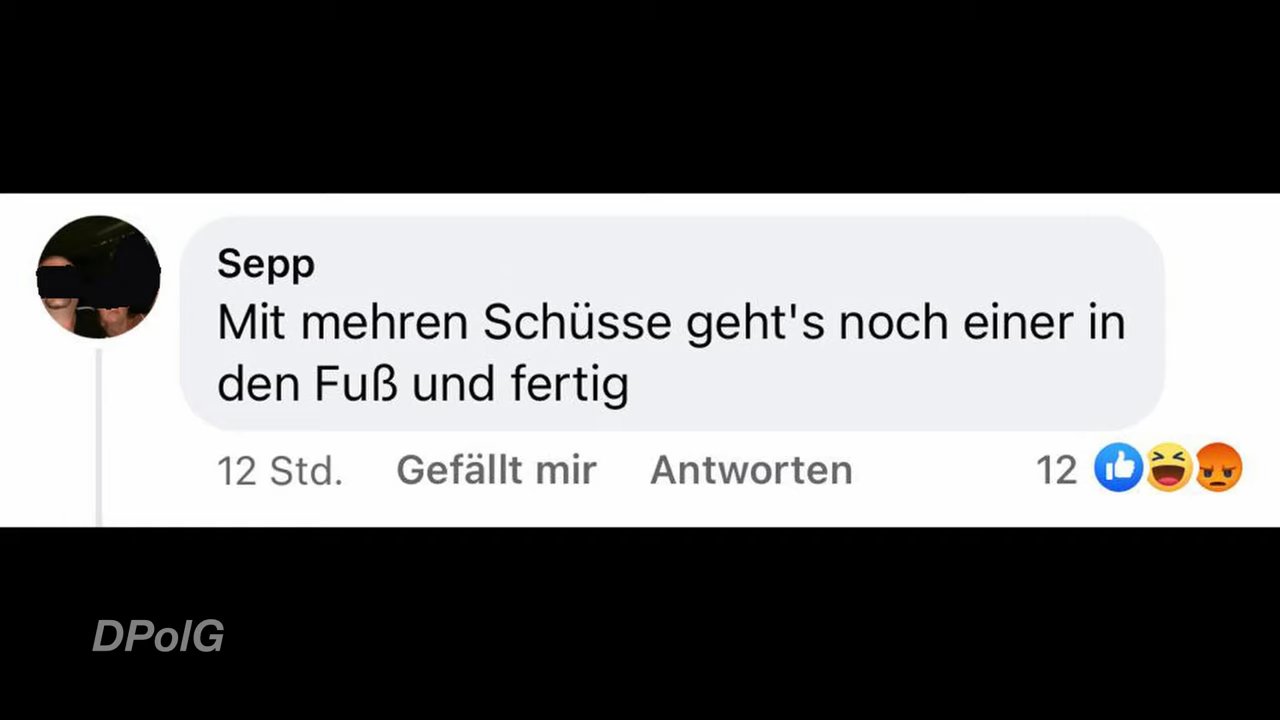 Sepp
Mit mehren Schüsse geht's noch einer in
den Fuß und fertig
12 Std. Gefällt mir Antworten 12
DPolG